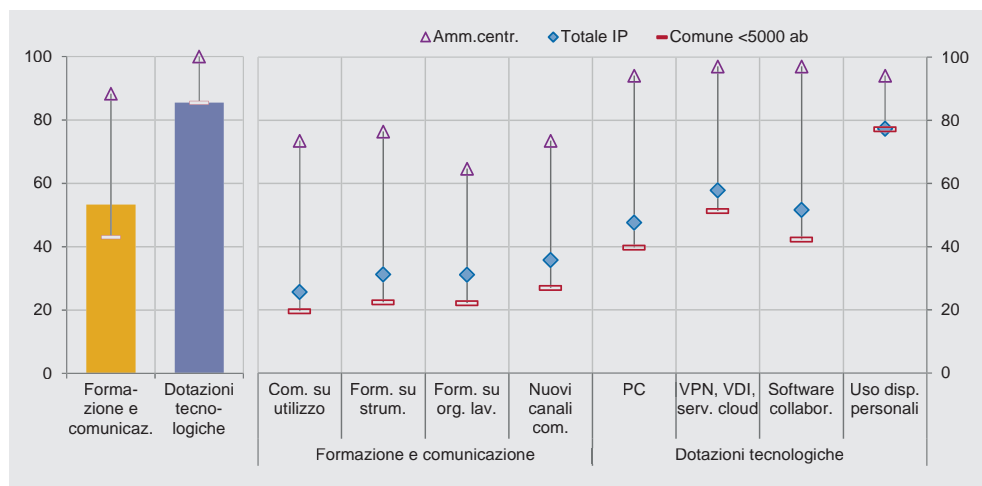 Amm.centr. Totale IP Comune <5000 ab
100 100
80 80
60 60
40 40
20 20
0 0
Forma- Dotazioni Com. su Form. su Form. su Nuovi PC VPN, VDI, Software Uso disp.
zione e tecno- utilizzo strum. org. lav. canali serv. cloud collabor. personali
comunicaz. logiche com.
Formazione e comunicazione Dotazioni tecnologiche